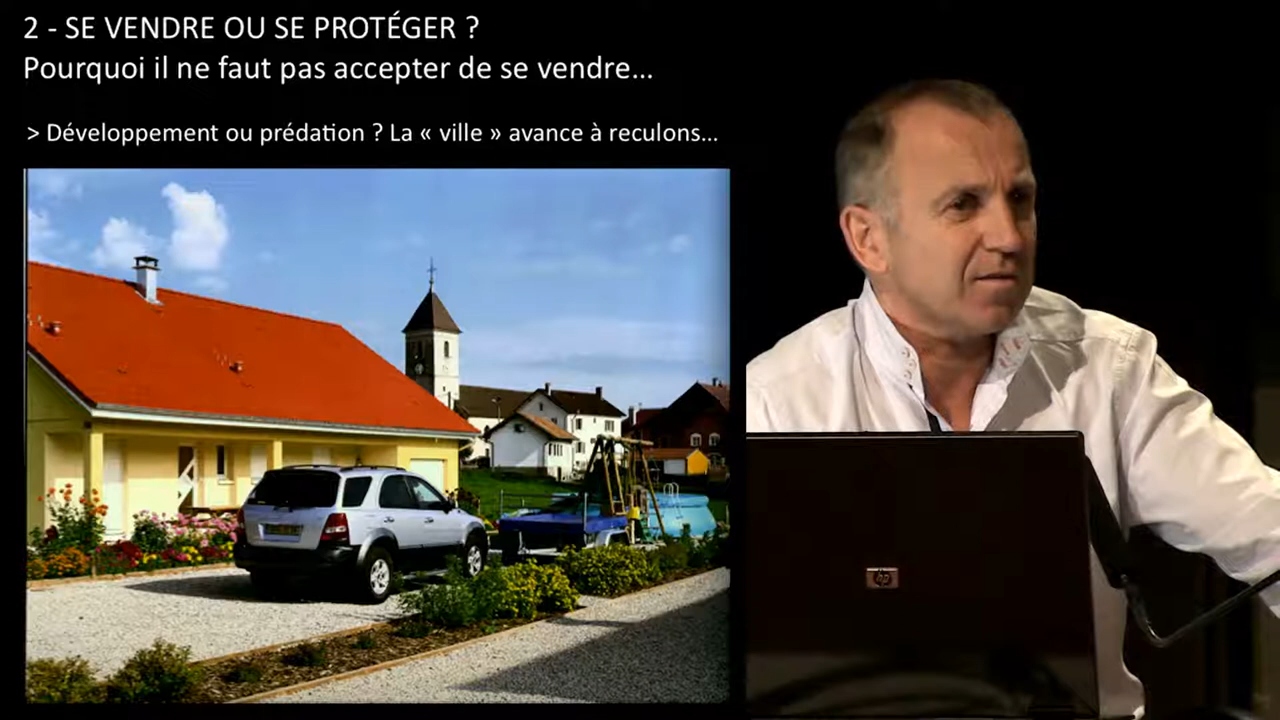 2 - SE VENDRE OU SE PROTÉGER ?
Pourquoi il ne faut pas accepter de se vendre...
> Développement ou prédation ? La « ville » avance à reculons...
hp